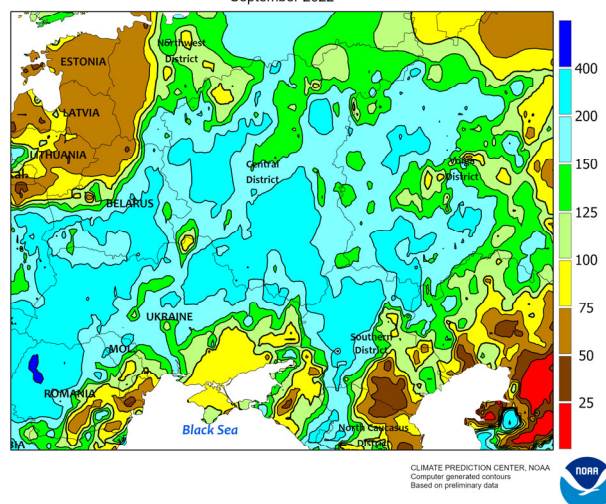 September 2022
ESTONIA
Northwest
District
LATVIA
LITHUANIA
Central
District
Volga
District
BELARUS
UKRAINE
MOL.
Southern
District
ROMANIA
Black Sea
North Caucasus
District
400
200
150
125
100
75
50
25
CLIMATE PREDICTION CENTER, NOAA
Computer generated contours
Based on preliminary data
NOAA